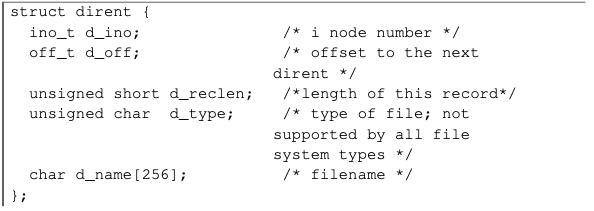 struct dirent {
  ino_t d_ino;              /* i node number */
  off_t d_off;              /* offset to the next
                           dirent */
  unsigned short d_reclen;   /*length of this record*/
  unsigned char  d_type;     /* type of file; not
                           supported by all file
                           system types */
  char d_name[256];          /* filename */
};